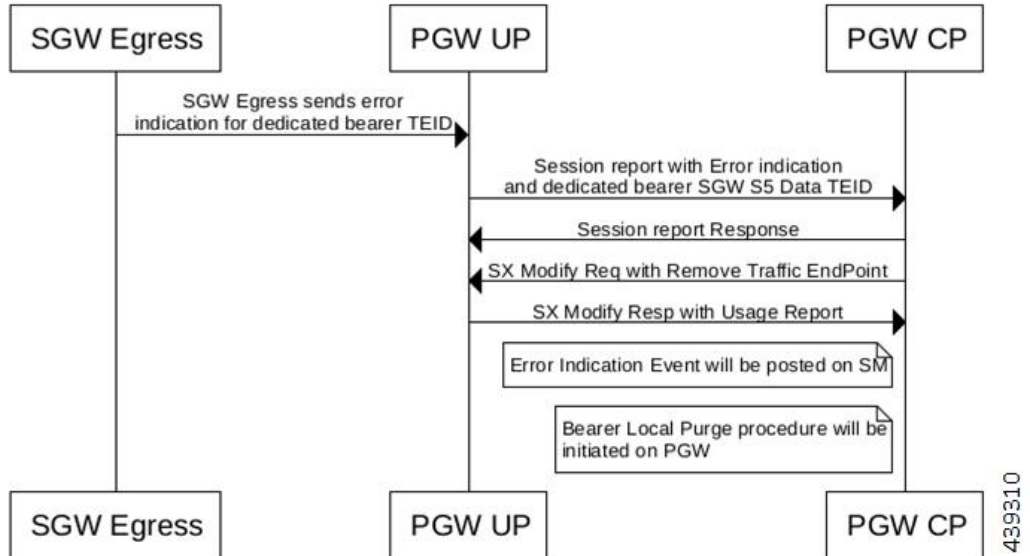 SGW Egress
PGW UP
PGW CP
SGW Egress sends error
indication for dedicated bearer TEID
Session report with Error indication
and dedicated bearer SGW S5 Data TEID
Session report Response
SX Modify Req with Remove Traffic EndPoint
SX Modify Resp with Usage Report
Error Indication Event will be posted on SM
Bearer Local Purge procedure will be
initiated on PGW
SGW Egress
PGW UP
PGW CP
439310